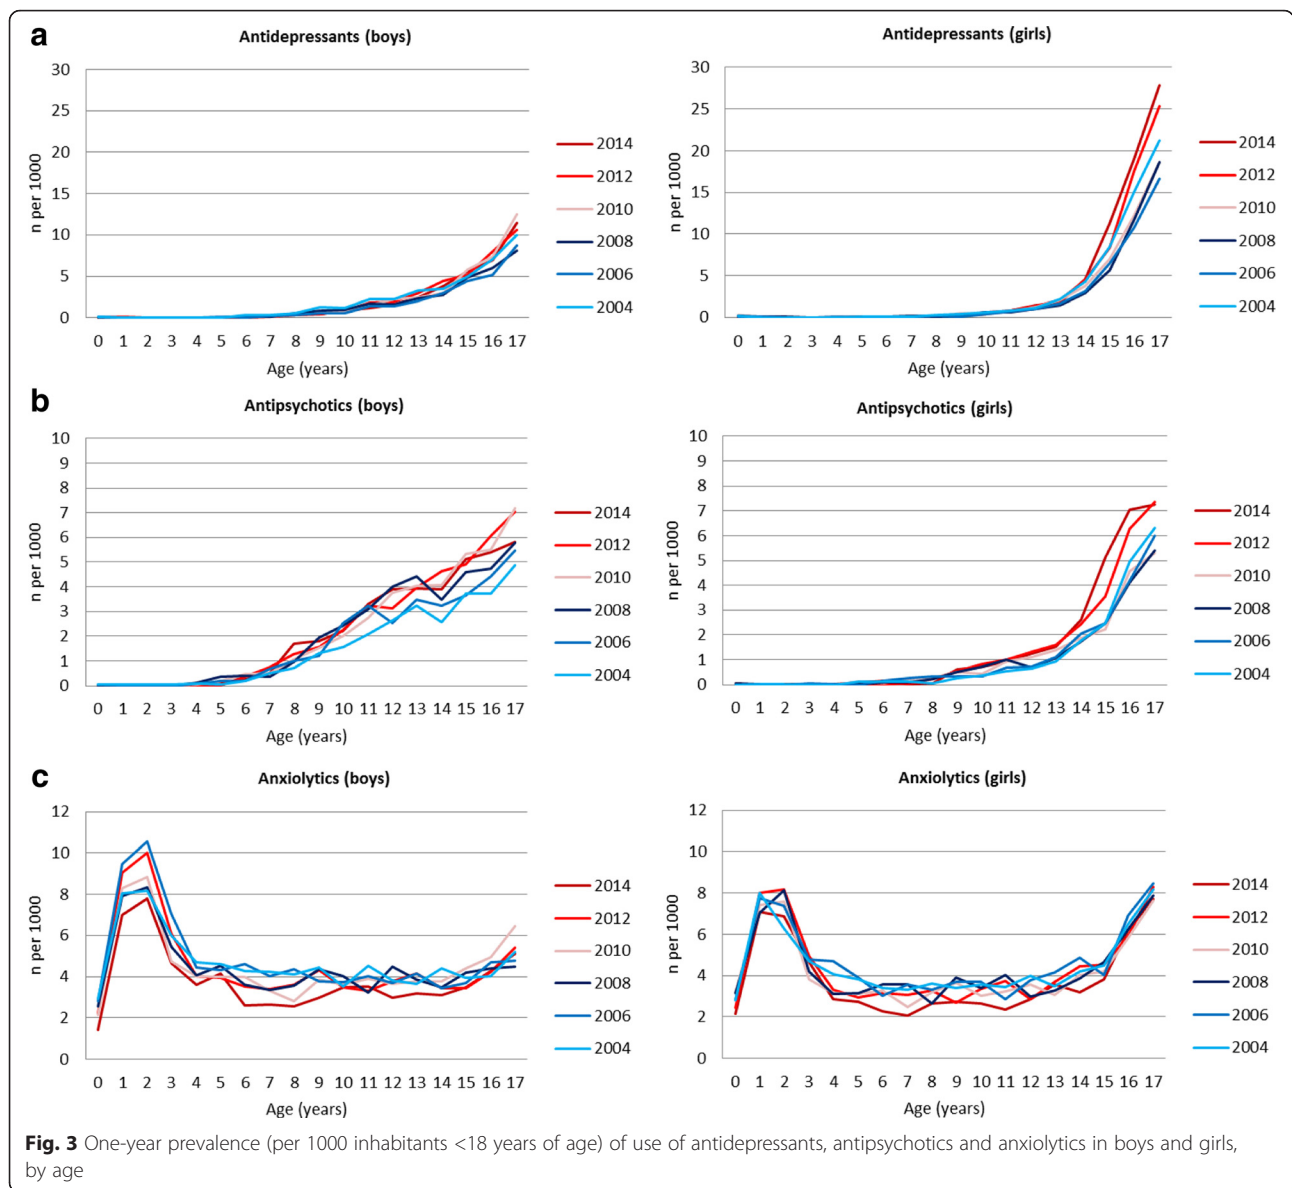 a
Antidepressants (boys)
30
25
20
15
10
5
0
n per 1000
0 1 2 3 4 5 6 7 8 9 10 11 12 13 14 15 16 17
Age (years)
2014
2012
2010
2008
2006
2004
Antidepressants (girls)
30
25
20
15
10
5
0
n per 1000
0 1 2 3 4 5 6 7 8 9 10 11 12 13 14 15 16 17
Age (years)
2014
2012
2010
2008
2006
2004
b
Antipsychotics (boys)
10
9
8
7
6
5
4
3
2
1
0
n per 1000
0 1 2 3 4 5 6 7 8 9 10 11 12 13 14 15 16 17
Age (years)
2014
2012
2010
2008
2006
2004
Antipsychotics (girls)
10
9
8
7
6
5
4
3
2
1
0
n per 1000
0 1 2 3 4 5 6 7 8 9 10 11 12 13 14 15 16 17
Age (years)
2014
2012
2010
2008
2006
2004
c
Anxiolytics (boys)
12
10
8
6
4
2
0
n per 1000
0 1 2 3 4 5 6 7 8 9 10 11 12 13 14 15 16 17
Age (years)
2014
2012
2010
2008
2006
2004
Anxiolytics (girls)
12
10
8
6
4
2
0
n per 1000
0 1 2 3 4 5 6 7 8 9 10 11 12 13 14 15 16 17
Age (years)
2014
2012
2010
2008
2006
2004
Fig. 3 One-year prevalence (per 1000 inhabitants <18 years of age) of use of antidepressants, antipsychotics and anxiolytics in boys and girls,
by age